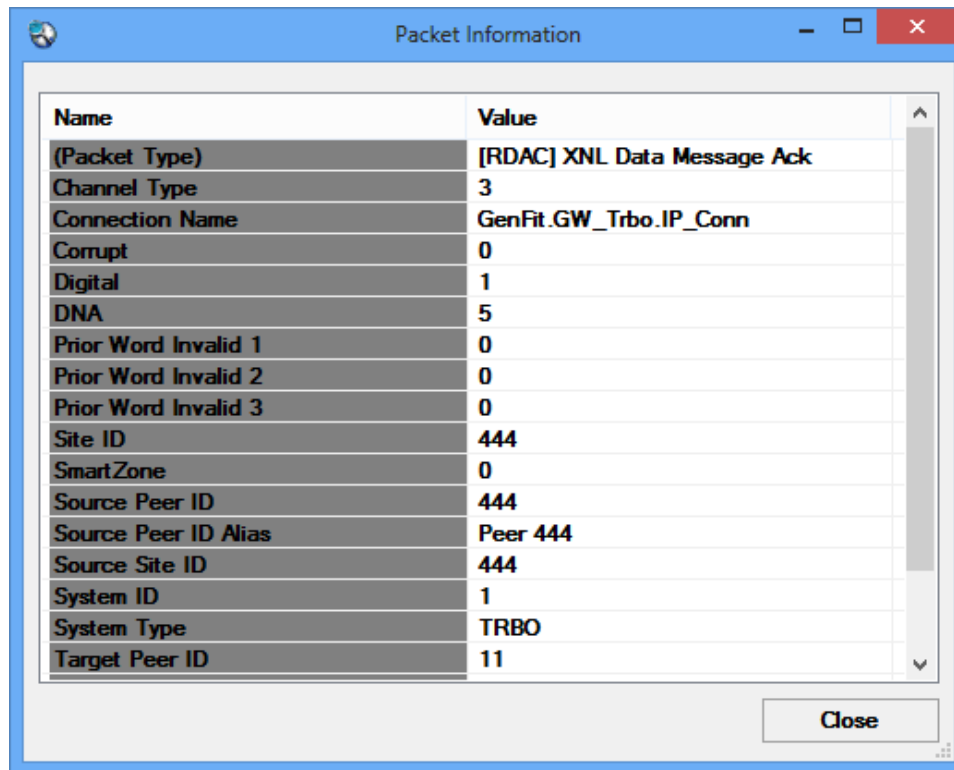 Packet Information
Name Value
(Packet Type) [RDAC] XNL Data Message Ack
Channel Type 3
Connection Name GenFit.GW_Trbo.IP_Conn
Corrupt 0
Digital 1
DNA 5
Prior Word Invalid 1 0
Prior Word Invalid 2 0
Prior Word Invalid 3 0
Site ID 444
SmartZone 0
Source Peer ID 444
Source Peer ID Alias Peer 444
Source Site ID 444
System ID 1
System Type TRBO
Target Peer ID 11
Close